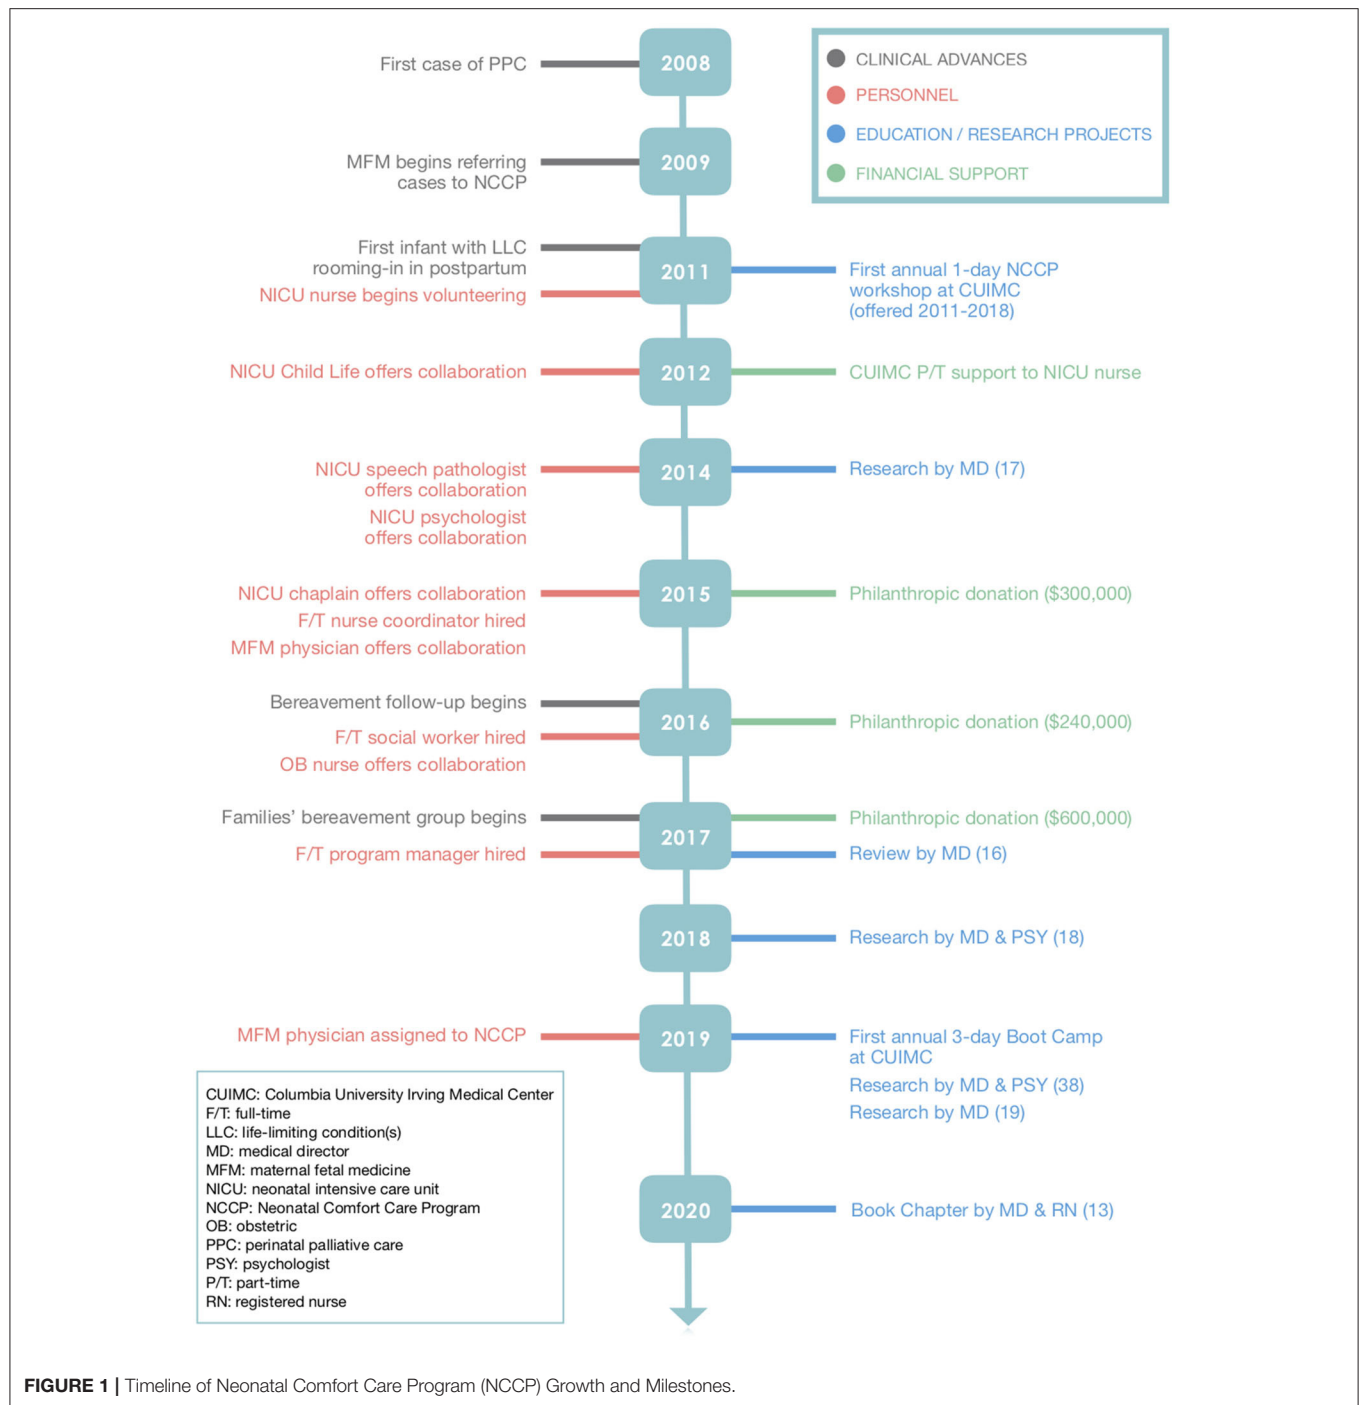 2008
First case of PPC
CLINICAL ADVANCES
PERSONNEL
EDUCATION / RESEARCH PROJECTS
FINANCIAL SUPPORT
2009
MFM begins referring
cases to NCCP
2011
First infant with LLC
rooming-in in postpartum
NICU nurse begins volunteering
First annual 1-day NCCP
workshop at CUIMC
(offered 2011-2018)
2012
NICU Child Life offers collaboration
CUIMC P/T support to NICU nurse
2014
NICU speech pathologist
offers collaboration
NICU psychologist
offers collaboration
Research by MD (17)
2015
NICU chaplain offers collaboration
F/T nurse coordinator hired
MFM physician offers collaboration
Philanthropic donation ($300,000)
2016
Bereavement follow-up begins
F/T social worker hired
OB nurse offers collaboration
Philanthropic donation ($240,000)
2017
Families’ bereavement group begins
F/T program manager hired
Philanthropic donation ($600,000)
Review by MD (16)
2018
Research by MD & PSY (18)
2019
MFM physician assigned to NCCP
First annual 3-day Boot Camp
at CUIMC
Research by MD & PSY (38)
Research by MD (19)
2020
Book Chapter by MD & RN (13)
CUIMC: Columbia University Irving Medical Center
F/T: full-time
LLC: life-limiting condition(s)
MD: medical director
MFM: maternal fetal medicine
NICU: neonatal intensive care unit
NCCP: Neonatal Comfort Care Program
OB: obstetric
PPC: perinatal palliative care
PSY: psychologist
P/T: part-time
RN: registered nurse
FIGURE 1 | Timeline of Neonatal Comfort Care Program (NCCP) Growth and Milestones.